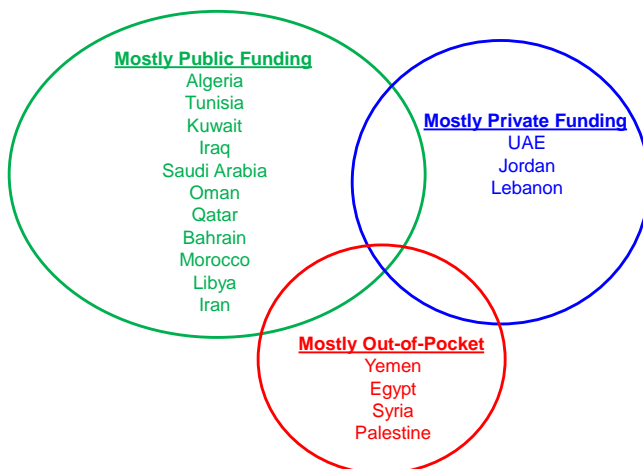 Mostly Public Funding
Algeria
Tunisia
Kuwait
Iraq
Saudi Arabia
Oman
Qatar
Bahrain
Morocco
Libya
Iran
Mostly Private Funding
UAE
Jordan
Lebanon
Mostly Out-of-Pocket
Yemen
Egypt
Syria
Palestine